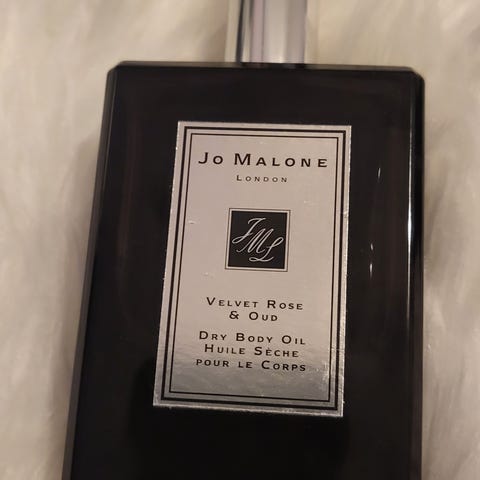 Jo Malone
London
JML
Velvet Rose
& Oud
Dry Body Oil
Huile Sèche
pour le Corps